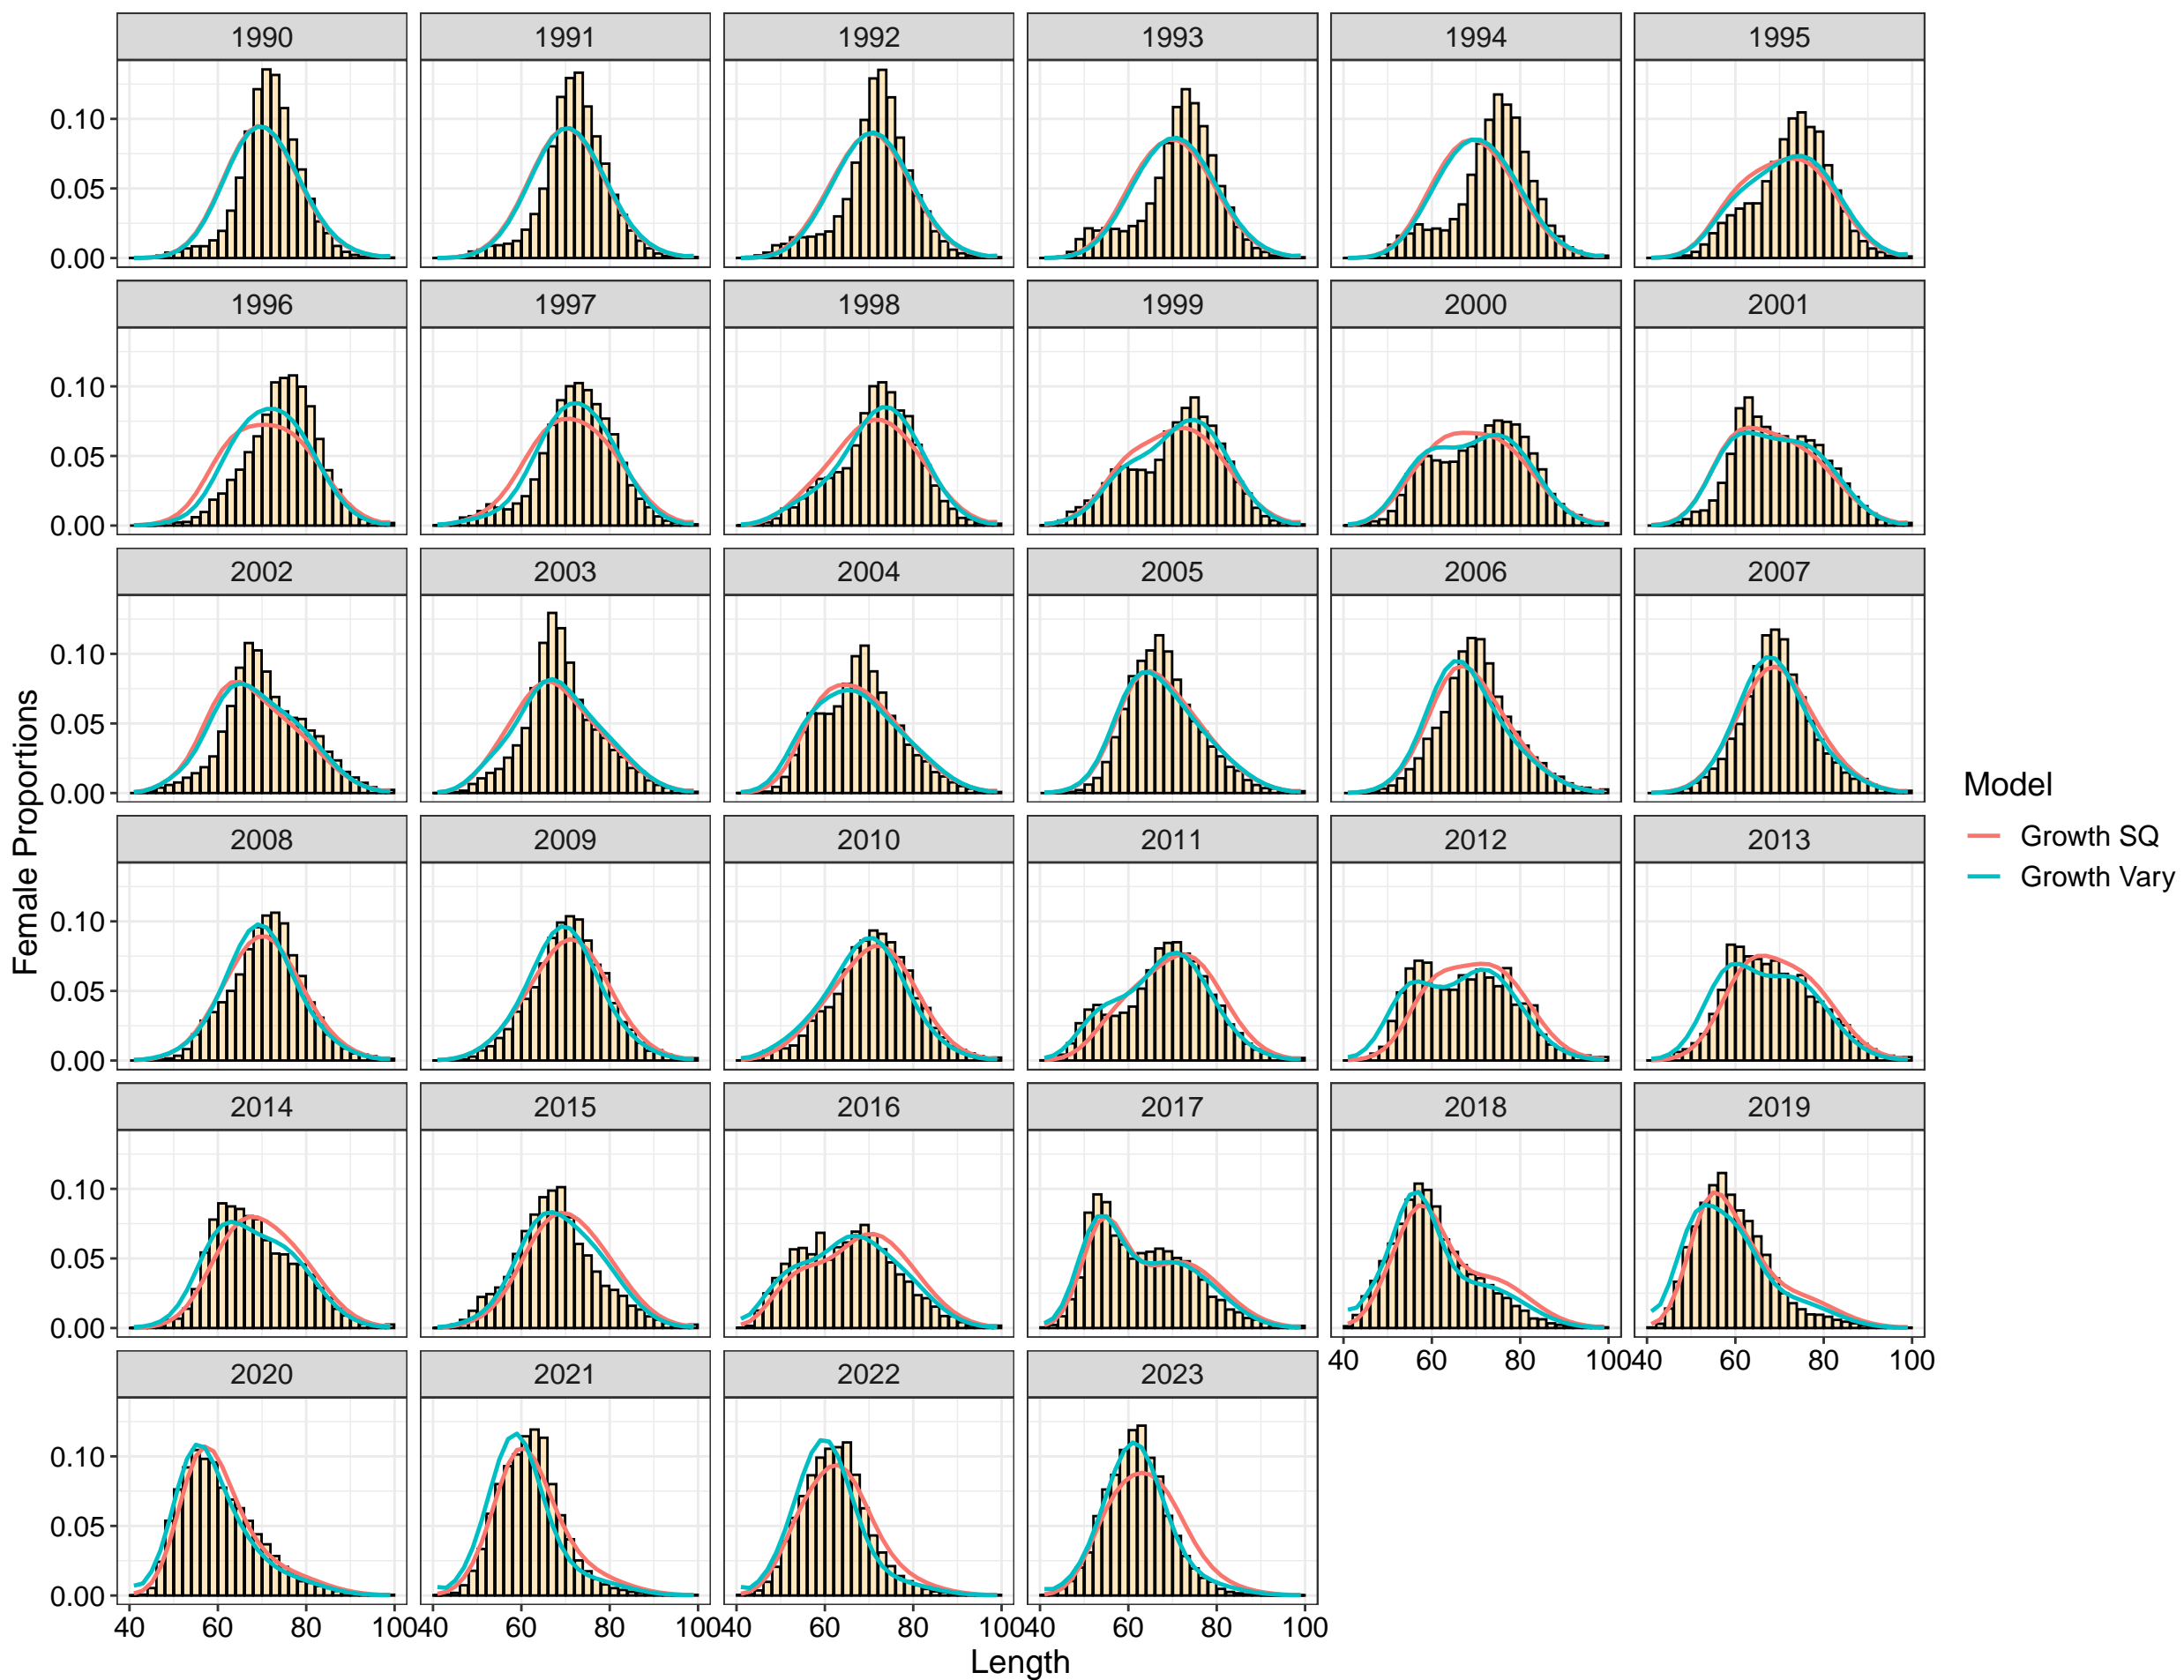 1990 1991 1992 1993 1994 1995
0.10
0.05
0.00
1996 1997 1998 1999 2000 2001
0.10
0.05
0.00
2002 2003 2004 2005 2006 2007
0.10
0.05
0.00
Female Proportions
Model
Growth SQ
Growth Vary
2008 2009 2010 2011 2012 2013
0.10
0.05
0.00
2014 2015 2016 2017 2018 2019
0.10
0.05
0.00
40 60 80 100 40 60 80 100
2020 2021 2022 2023
0.10
0.05
0.00
40 60 80 100 40 60 80 100 40 60 80 100 40 60 80 100
Length